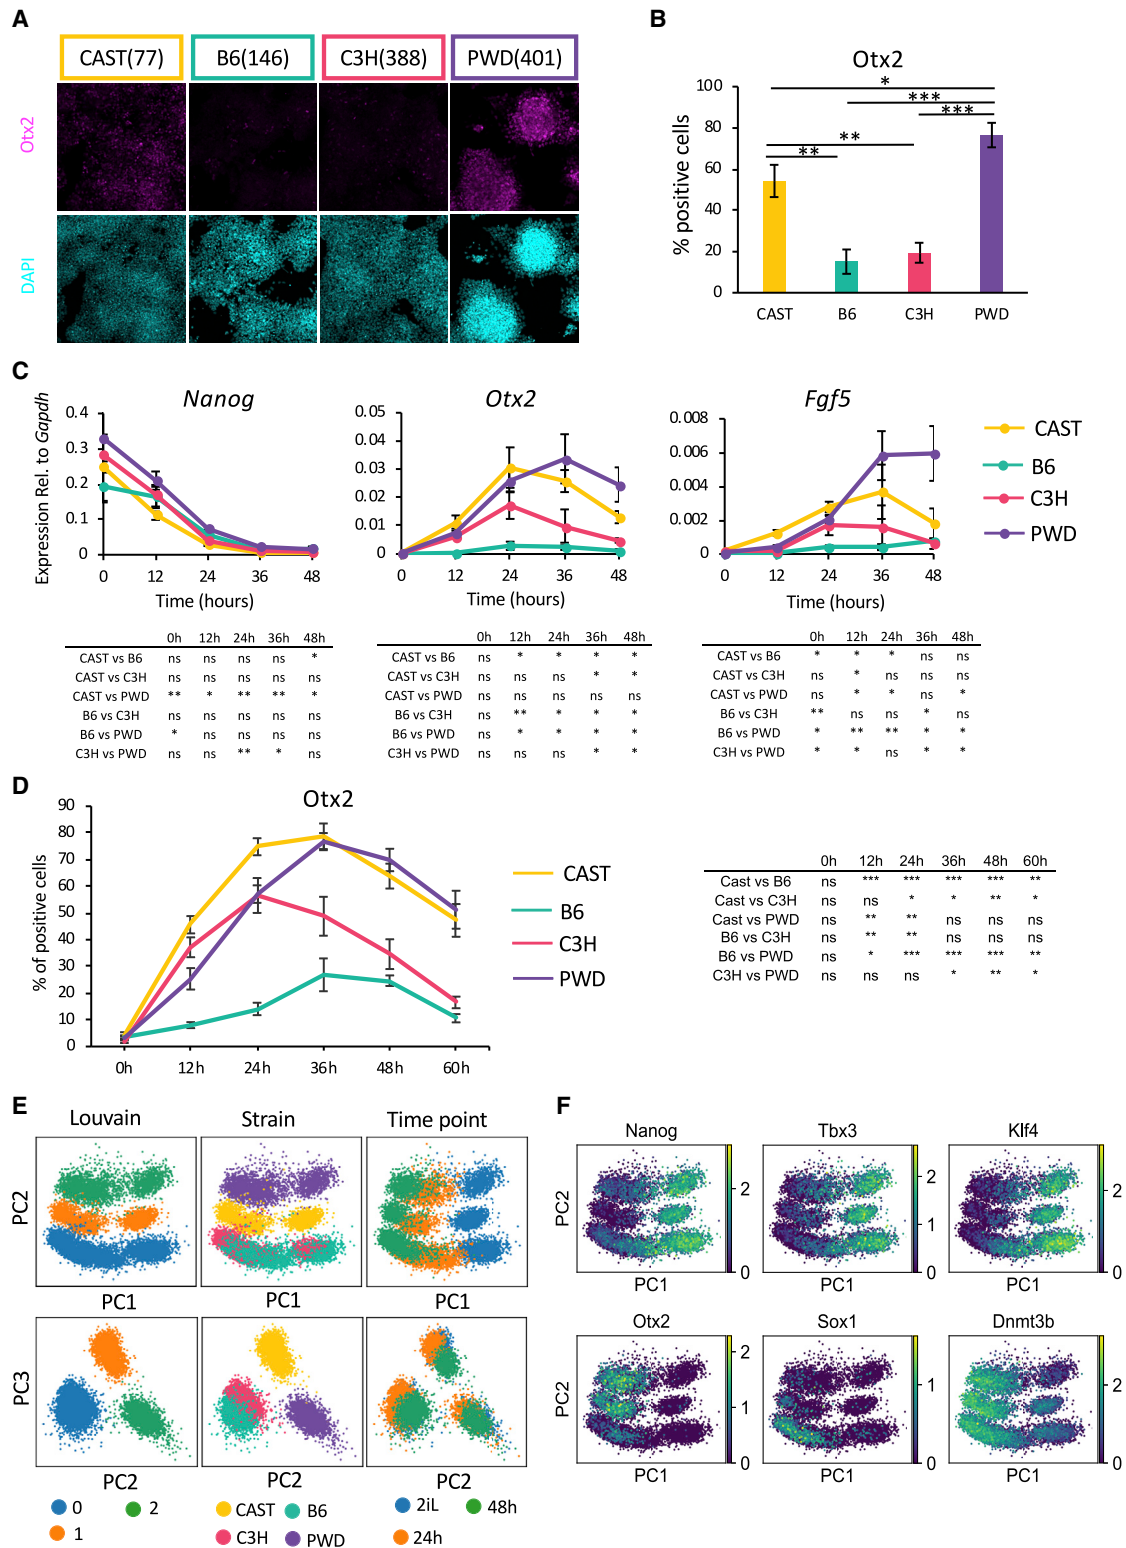 A
CAST(77) B6(146) C3H(388) PWD(401)
Otx2
DAPI
B
Otx2
% positive cells
100
80
60
40
20
0
*
***
***
**
**
CAST B6 C3H PWD
C
Nanog
Expression Rel. to Gapdh
0.4
0.3
0.2
0.1
0
0 12 24 36 48
Time (hours)
Otx2
0.05
0.04
0.03
0.02
0.01
0
0 12 24 36 48
Time (hours)
Fgf5
0.008
0.006
0.004
0.002
0
0 12 24 36 48
Time (hours)
CAST
B6
C3H
PWD
0h 12h 24h 36h 48h
CAST vs B6 ns ns ns ns *
CAST vs C3H ns ns ns ns ns
CAST vs PWD ** * ** ** *
B6 vs C3H ns ns ns ns ns
B6 vs PWD * ns ns ns ns
C3H vs PWD ns ns ** * ns
0h 12h 24h 36h 48h
CAST vs B6 ns * * * *
CAST vs C3H ns ns ns * *
CAST vs PWD ns ns ns ns ns
B6 vs C3H ns ** * * *
B6 vs PWD ns * * * *
C3H vs PWD ns ns ns * *
0h 12h 24h 36h 48h
CAST vs B6 * * * ns ns
CAST vs C3H ns * ns ns ns
CAST vs PWD ns * * ns *
B6 vs C3H ** ns ns * ns
B6 vs PWD * ** ** * *
C3H vs PWD * * ns * *
D
Otx2
% of positive cells
90
80
70
60
50
40
30
20
10
0
0h 12h 24h 36h 48h 60h
CAST
B6
C3H
PWD
0h 12h 24h 36h 48h 60h
Cast vs B6 ns *** *** *** *** **
Cast vs C3H ns ns * * ** *
Cast vs PWD ns ** ** ns ns ns
B6 vs C3H ns ** ** ns ns ns
B6 vs PWD ns * *** *** *** **
C3H vs PWD ns ns ns * ** *
E
Louvain Strain Time point
PC2
PC1 PC1 PC1
PC3
PC2 PC2 PC2
0 2
1
CAST B6
C3H PWD
2iL 48h
24h
F
Nanog Tbx3 Klf4
PC2
2
0
2
1
0
2
0
PC1 PC1 PC1
Otx2 Sox1 Dnmt3b
PC2
2
1
0
1
0
2
0
PC1 PC1 PC1